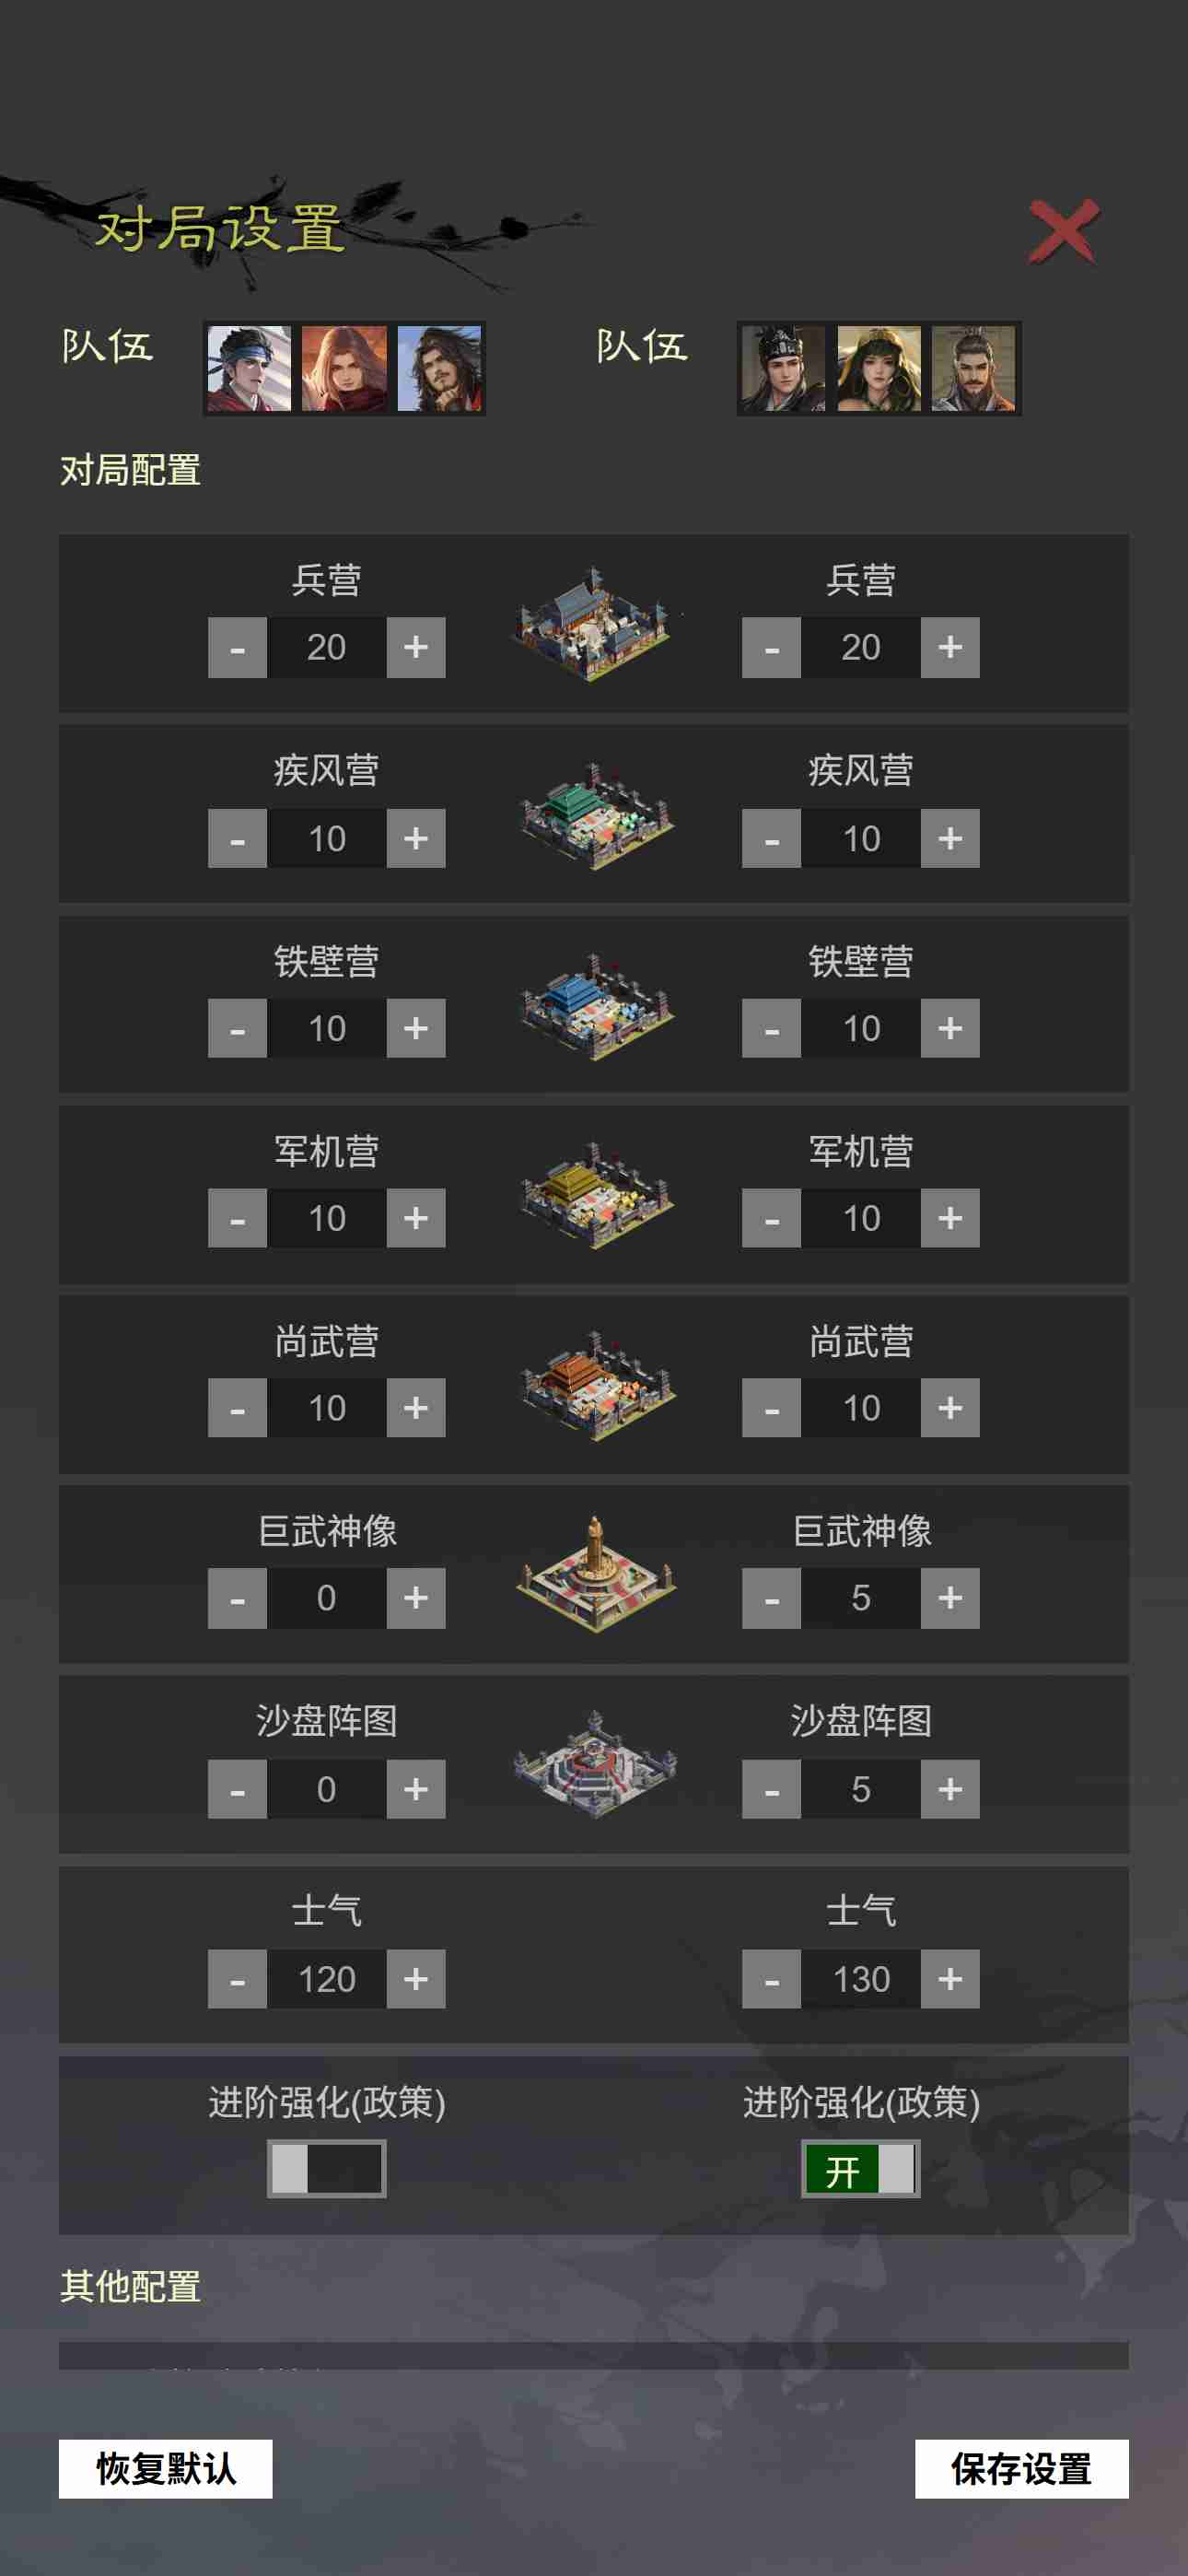 对局设置
队伍 队伍
对局配置
兵营 兵营
- 20 + - 20 +
疾风营 疾风营
- 10 + - 10 +
铁壁营 铁壁营
- 10 + - 10 +
军机营 军机营
- 10 + - 10 +
尚武营 尚武营
- 10 + - 10 +
巨武神像 巨武神像
- 0 + - 5 +
沙盘阵图 沙盘阵图
- 0 + - 5 +
士气 士气
- 120 + - 130 +
进阶强化(政策) 进阶强化(政策)
开
其他配置
恢复默认 保存设置